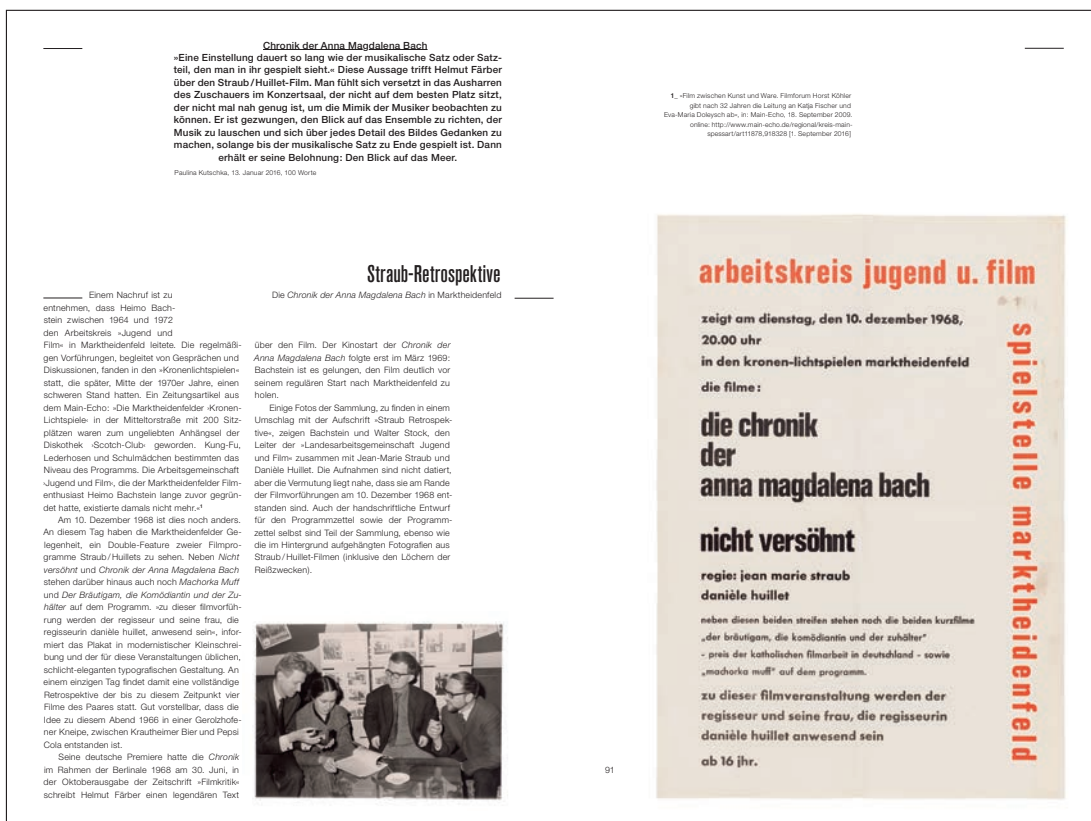 Chronik der Anna Magdalena Bach
»Eine Einstellung dauert so lang wie der musikalische Satz oder Satz-
teil, den man in ihr gespielt sieht.« Diese Aussage trifft Helmut Färber
über den Straub/Huillet-Film. Man fühlt sich versetzt in das Ausharren
des Zuschauers im Konzertsaal, der nicht auf dem besten Platz sitzt,
der nicht mal nah genug ist, um die Mimik der Musiker beobachten zu
können. Er ist gezwungen, den Blick auf das Ensemble zu richten, der
Musik zu lauschen und sich über jedes Detail des Bildes Gedanken zu
machen, solange bis der musikalische Satz zu Ende gespielt ist. Dann
erhält er seine Belohnung: Den Blick auf das Meer.
Paulina Kutschka, 13. Januar 2016, 100 Worte
Straub-Retrospektive
Die Chronik der Anna Magdalena Bach in Marktheidenfeld
Einem Nachruf ist zu
entnehmen, dass Heimo Bach-
stein zwischen 1964 und 1972
den Arbeitskreis »Jugend und
Film« in Marktheidenfeld leitete. Die regelmäßi-
gen Vorführungen, begleitet von Gesprächen und
Diskussionen, fanden in den »Kronenlichtspielen«
statt, die später, Mitte der 1970er Jahre, einen
schweren Stand hatten. Ein Zeitungsartikel aus
dem Main-Echo: »Die Marktheidenfelder ›Kronen-
Lichtspiele‹ in der Mitteltorstraße mit 200 Sitz-
plätzen waren zum ungeliebten Anhängsel der
Diskothek ›Scotch-Club‹ geworden. Kung-Fu,
Lederhosen und Schulmädchen bestimmten das
Niveau des Programms. Die Arbeitsgemeinschaft
›Jugend und Film‹, die der Marktheidenfelder Film-
enthusiast Heimo Bachstein lange zuvor gegrün-
det hatte, existierte damals nicht mehr.«1
Am 10. Dezember 1968 ist dies noch anders.
An diesem Tag haben die Marktheidenfelder Ge-
legenheit, ein Double-Feature zweier Filmpro-
gramme Straub/Huillets zu sehen. Neben Nicht
versöhnt und Chronik der Anna Magdalena Bach
stehen darüber hinaus auch noch Machorka Muff
und Der Bräutigam, die Komödiantin und der Zu-
hälter auf dem Programm. »zu dieser filmvorfüh-
rung werden der regisseur und seine frau, die
regisseurin danièle huillet, anwesend sein«, infor-
miert das Plakat in modernistischer Kleinschrei-
bung und der für diese Veranstaltungen üblichen,
schlicht-eleganten typografischen Gestaltung. An
einem einzigen Tag findet damit eine vollständige
Retrospektive der bis zu diesem Zeitpunkt vier
Filme des Paares statt. Gut vorstellbar, dass die
Idee zu diesem Abend 1966 in einer Gerolzhofe-
ner Kneipe, zwischen Krautheimer Bier und Pepsi
Cola entstanden ist.
Seine deutsche Premiere hatte die Chronik
im Rahmen der Berlinale 1968 am 30. Juni, in
der Oktoberausgabe der Zeitschrift »Filmkritik«
schreibt Helmut Färber einen legendären Text
über den Film. Der Kinostart der Chronik der
Anna Magdalena Bach folgte erst im März 1969:
Bachstein ist es gelungen, den Film deutlich vor
seinem regulären Start nach Marktheidenfeld zu
holen.
Einige Fotos der Sammlung, zu finden in einem
Umschlag mit der Aufschrift »Straub Retrospek-
tive«, zeigen Bachstein und Walter Stock, den
Leiter der »Landesarbeitsgemeinschaft Jugend
und Film« zusammen mit Jean-Marie Straub und
Danièle Huillet. Die Aufnahmen sind nicht datiert,
aber die Vermutung liegt nahe, dass sie am Rande
der Filmvorführungen am 10. Dezember 1968 ent-
standen sind. Auch der handschriftliche Entwurf
für den Programmzettel sowie der Programm-
zettel selbst sind Teil der Sammlung, ebenso wie
die im Hintergrund aufgehängten Fotografien aus
Straub/Huillet-Filmen (inklusive den Löchern der
Reißzwecken).
91
1_ »Film zwischen Kunst und Ware. Filmforum Horst Köhler
gibt nach 32 Jahren die Leitung an Katja Fischer und
Eva-Maria Doleysch ab«, in: Main-Echo, 18. September 2009.
online: http://www.main-echo.de/regional/kreis-main-
spessart/art11878,918328 [1. September 2016]
arbeitskreis jugend u. film
zeigt am dienstag, den 10. dezember 1968,
20.00 uhr
in den kronen-lichtspielen marktheidenfeld
die filme:
die chronik
der
anna magdalena bach
nicht versöhnt
regie: jean marie straub
danièle huillet
neben diesen beiden streifen stehen noch die beiden kurzfilme
„der bräutigam, die komödiantin und der zuhälter"
- preis der katholischen filmarbeit in deutschland - sowie
„machorka muff" auf dem programm.
zu dieser filmveranstaltung werden der
regisseur und seine frau, die regisseurin
danièle huillet anwesend sein
ab 16 jhr.
spielstelle marktheidenfeld